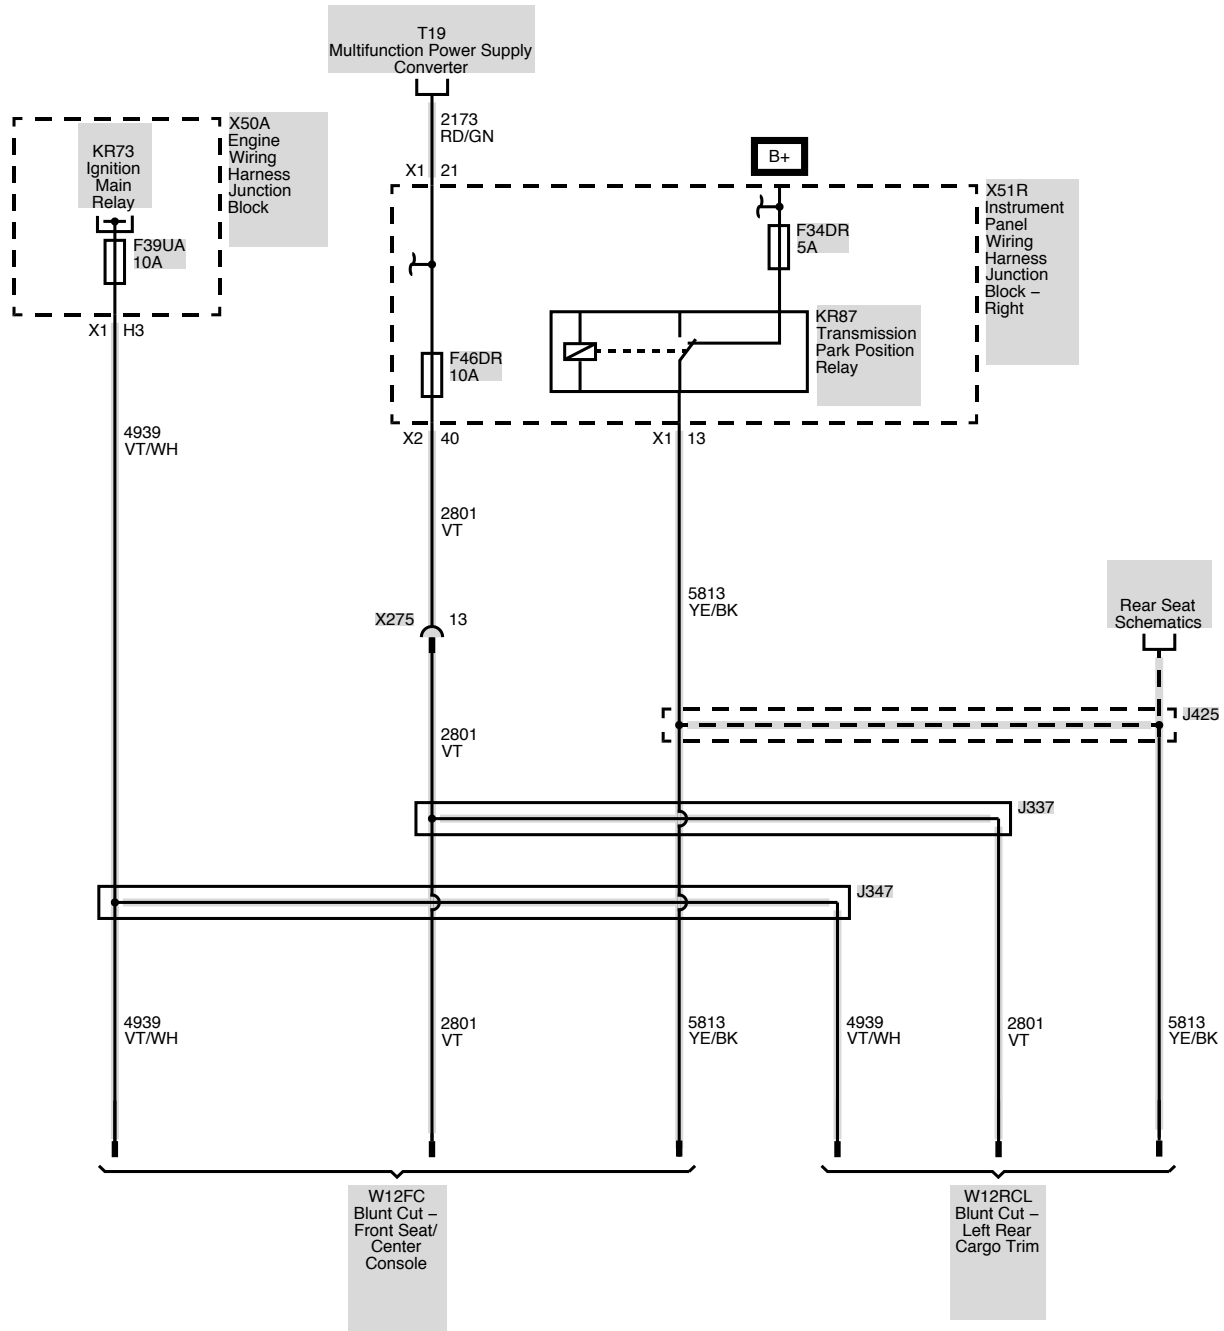 T19
Multifunction Power Supply
Converter
2173
RD/GN
X1 21
X50A
Engine
Wiring
Harness
Junction
Block
KR73
Ignition
Main
Relay
F39UA
10A
X1 H3
B+
X51R
Instrument
Panel
Wiring
Harness
Junction
Block –
Right
F34DR
5A
KR87
Transmission
Park Position
Relay
F46DR
10A
X2 40
X1 13
4939
VT/WH
2801
VT
5813
YE/BK
X275 13
Rear Seat
Schematics
J425
2801
VT
J337
J347
4939
VT/WH
2801
VT
5813
YE/BK
4939
VT/WH
2801
VT
5813
YE/BK
W12FC
Blunt Cut –
Front Seat/
Center
Console
W12RCL
Blunt Cut –
Left Rear
Cargo Trim